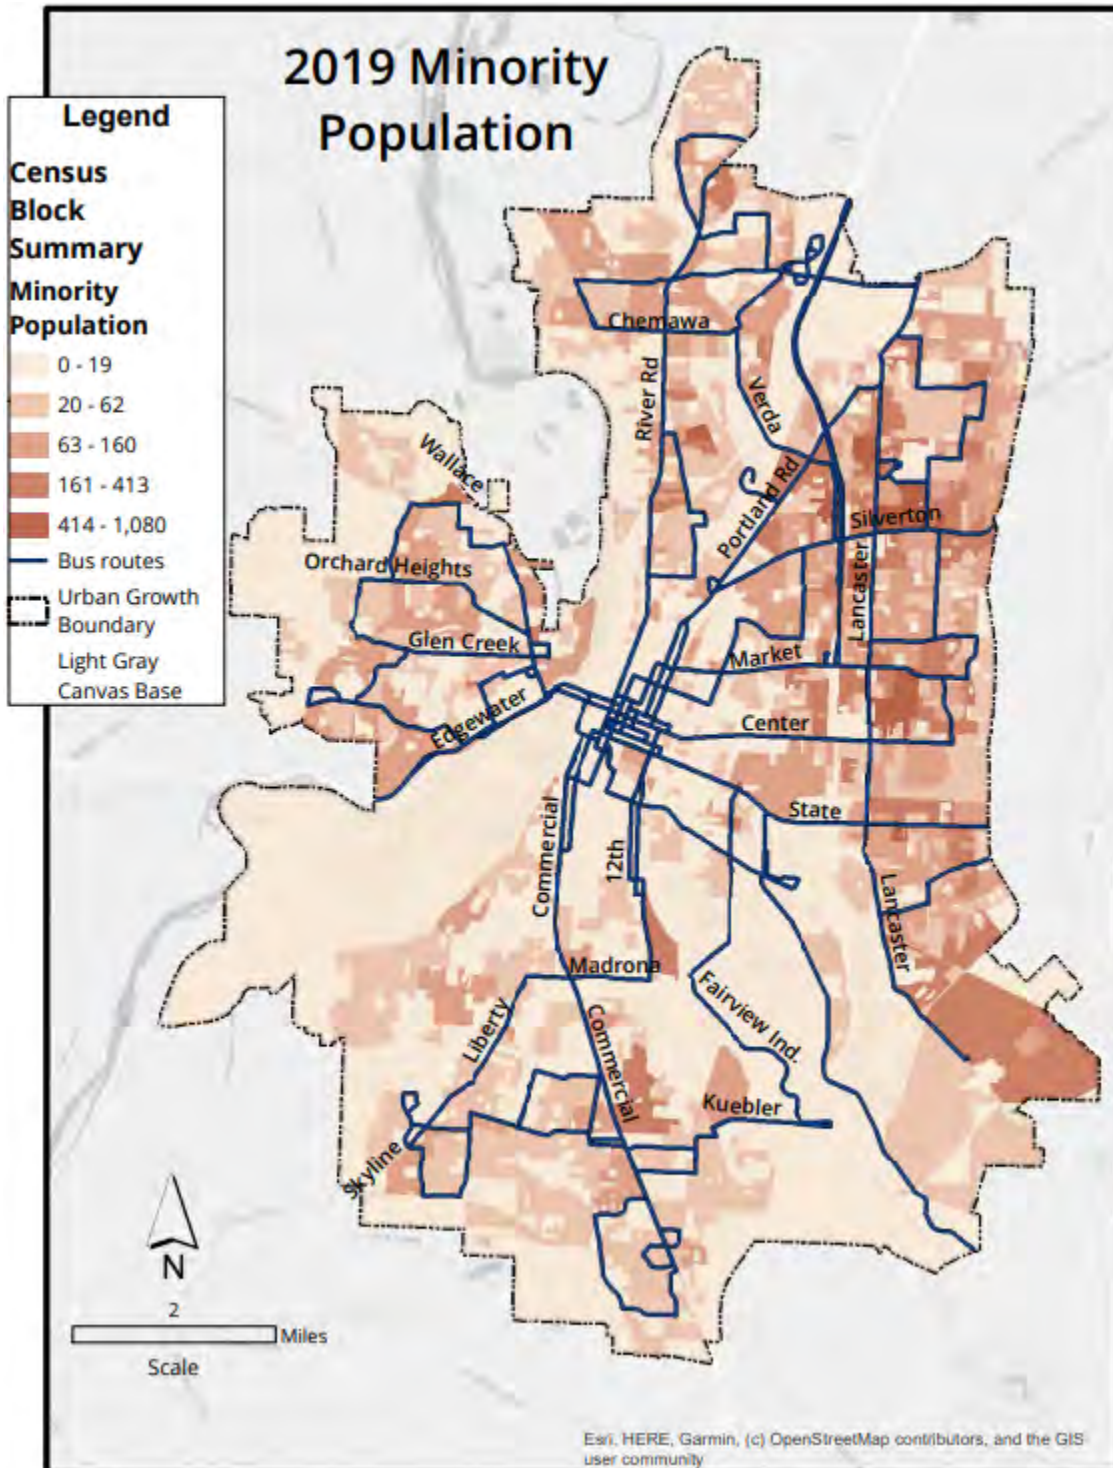 2019 Minority
Population
Legend
Census
Block
Summary
Minority
Population
0 - 19
20 - 62
63 - 160
161 - 413
414 - 1,080
Bus routes
Urban Growth
Boundary
Light Gray
Canvas Base
Chemawa
River Rd
Verda
Wallace
Portland Rd
Silverton
Orchard Heights
Lancaster
Glen Creek
Market
Edgewater
Center
State
Commercial
12th
Lancaster
Madrona
Fairview Ind.
Liberty
Commercial
Kuebler
Skyline
N
2
Miles
Scale
Esri, HERE, Garmin, (c) OpenStreetMap contributors, and the GIS
user community